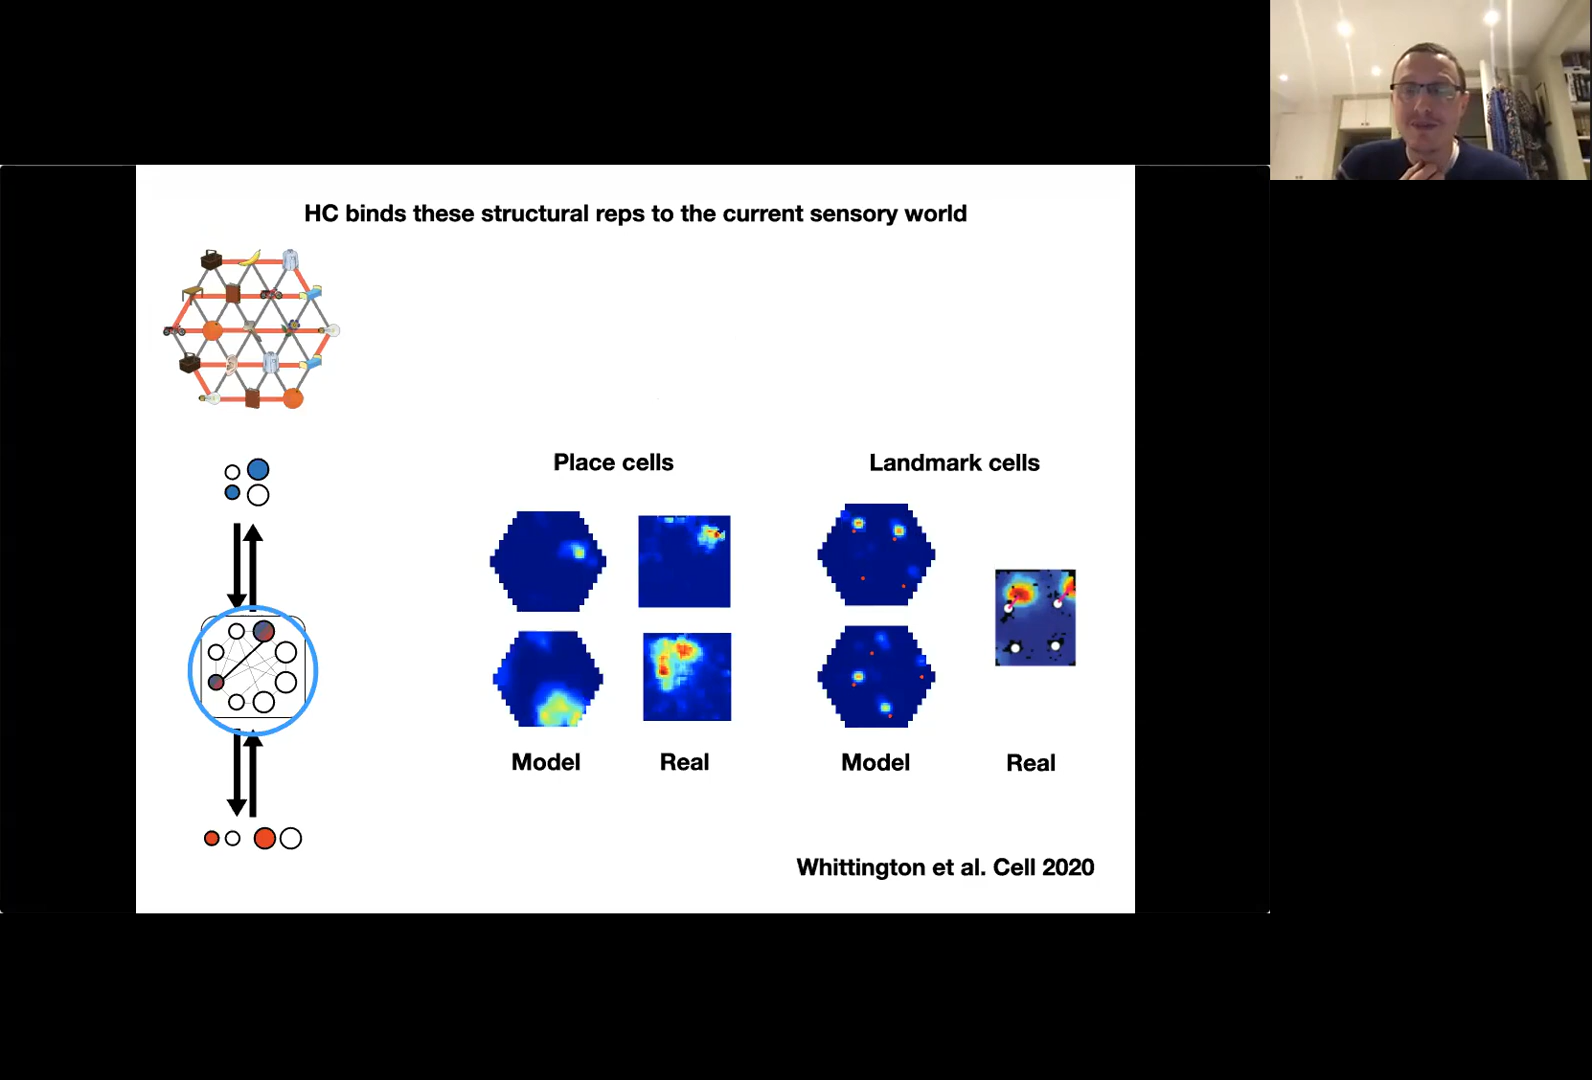 HC binds these structural reps to the current sensory world
Place cells
Landmark cells
Model
Real
Model
Real
Whittington et al. Cell 2020